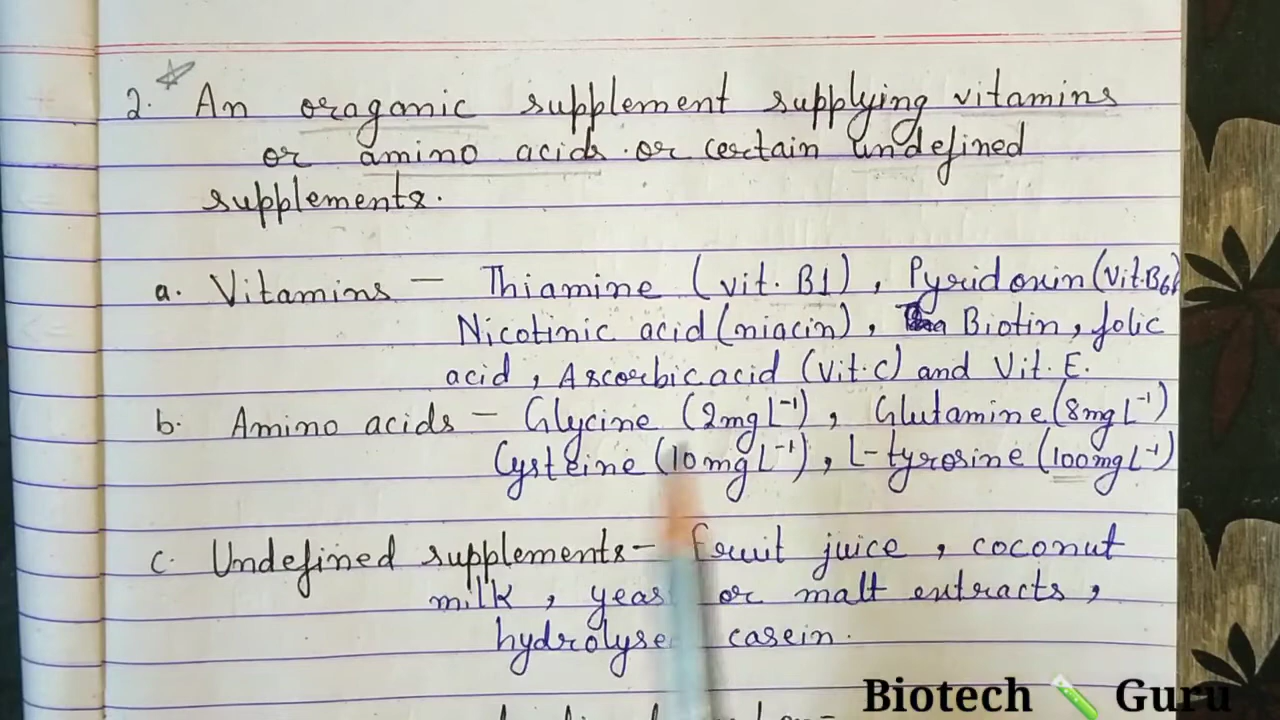 2. An oraganic supplement supplying vitamins
or amino acids or certain undefined
supplements.
a. Vitamins – Thiamine (vit. B1), Pyridoxin (Vit.B6)
Nicotinic acid (niacin), Biotin, folic
acid, Ascorbic acid (Vit.C) and Vit. E.
b. Amino acids – Glycine (2mg L⁻¹), Glutamine (8mg L⁻¹)
Cysteine (10 mg L⁻¹), L-tyrosine (100mg L⁻¹)
c. Undefined supplements – fruit juice, coconut
milk, yeas or malt extracts,
hydrolyse casein.
Biotech Guru